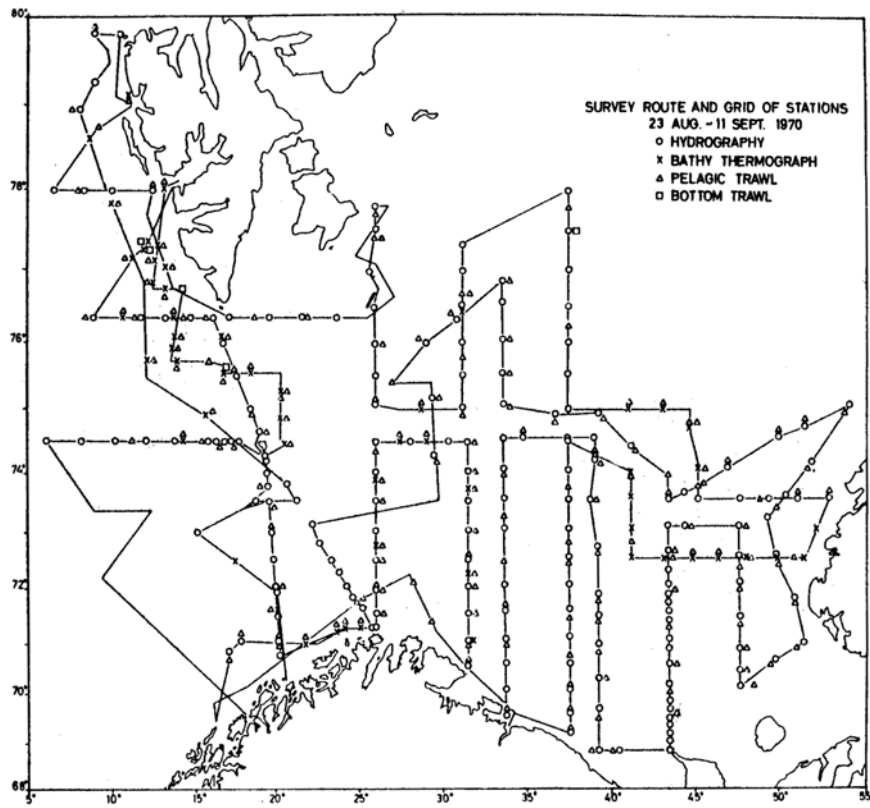 80°
SURVEY ROUTE AND GRID OF STATIONS
23 AUG. - 11 SEPT. 1970
o HYDROGRAPHY
x BATHY THERMOGRAPH
△ PELAGIC TRAWL
□ BOTTOM TRAWL
78°
76°
74°
72°
70°
68°
5° 10° 15° 20° 25° 30° 35° 40° 45° 50° 55